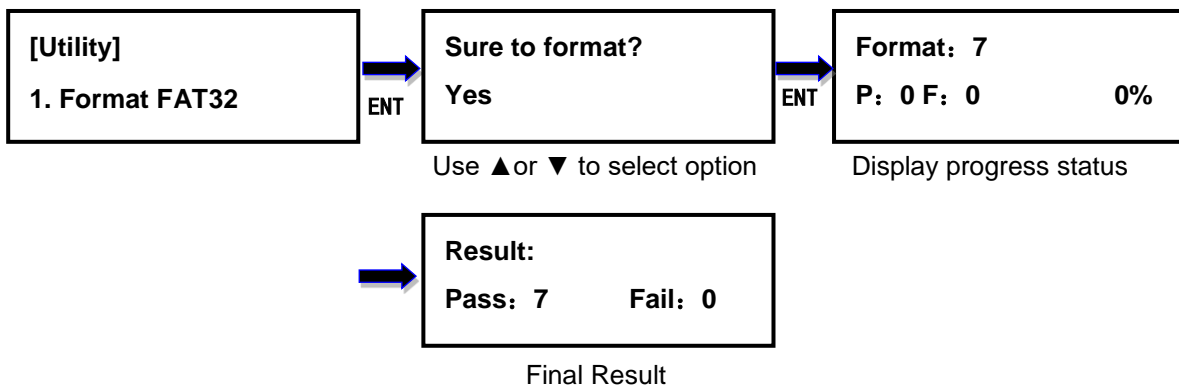 [Utility]
1. Format FAT32
ENT
Sure to format?
Yes
Use ▲or ▼ to select option
ENT
Format：7
P：0 F：0 0%
Display progress status
Result:
Pass：7 Fail：0
Final Result